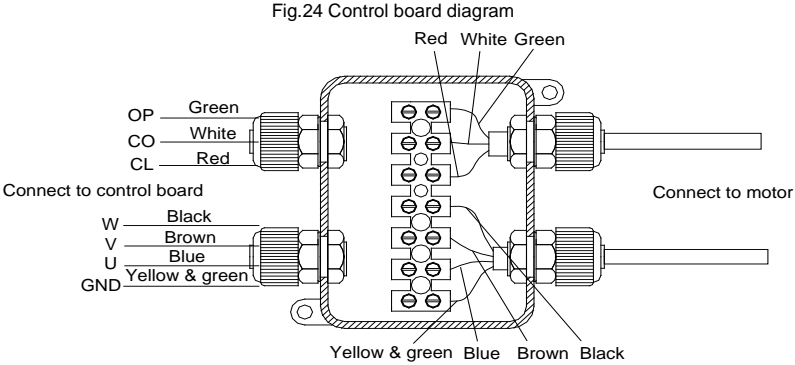 Fig.24 Control board diagram
Red White Green
OP Green
CO White
CL Red
Connect to control board
Connect to motor
W Black
V Brown
U Blue
GND Yellow & green
Yellow & green Blue Brown Black